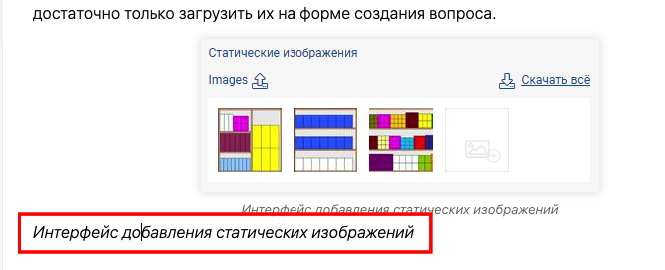 достаточно только загрузить их на форме создания вопроса.
Статические изображения
Images Скачать всё
Интерфейс добавления статических изображений
Интерфейс добавления статических изображений